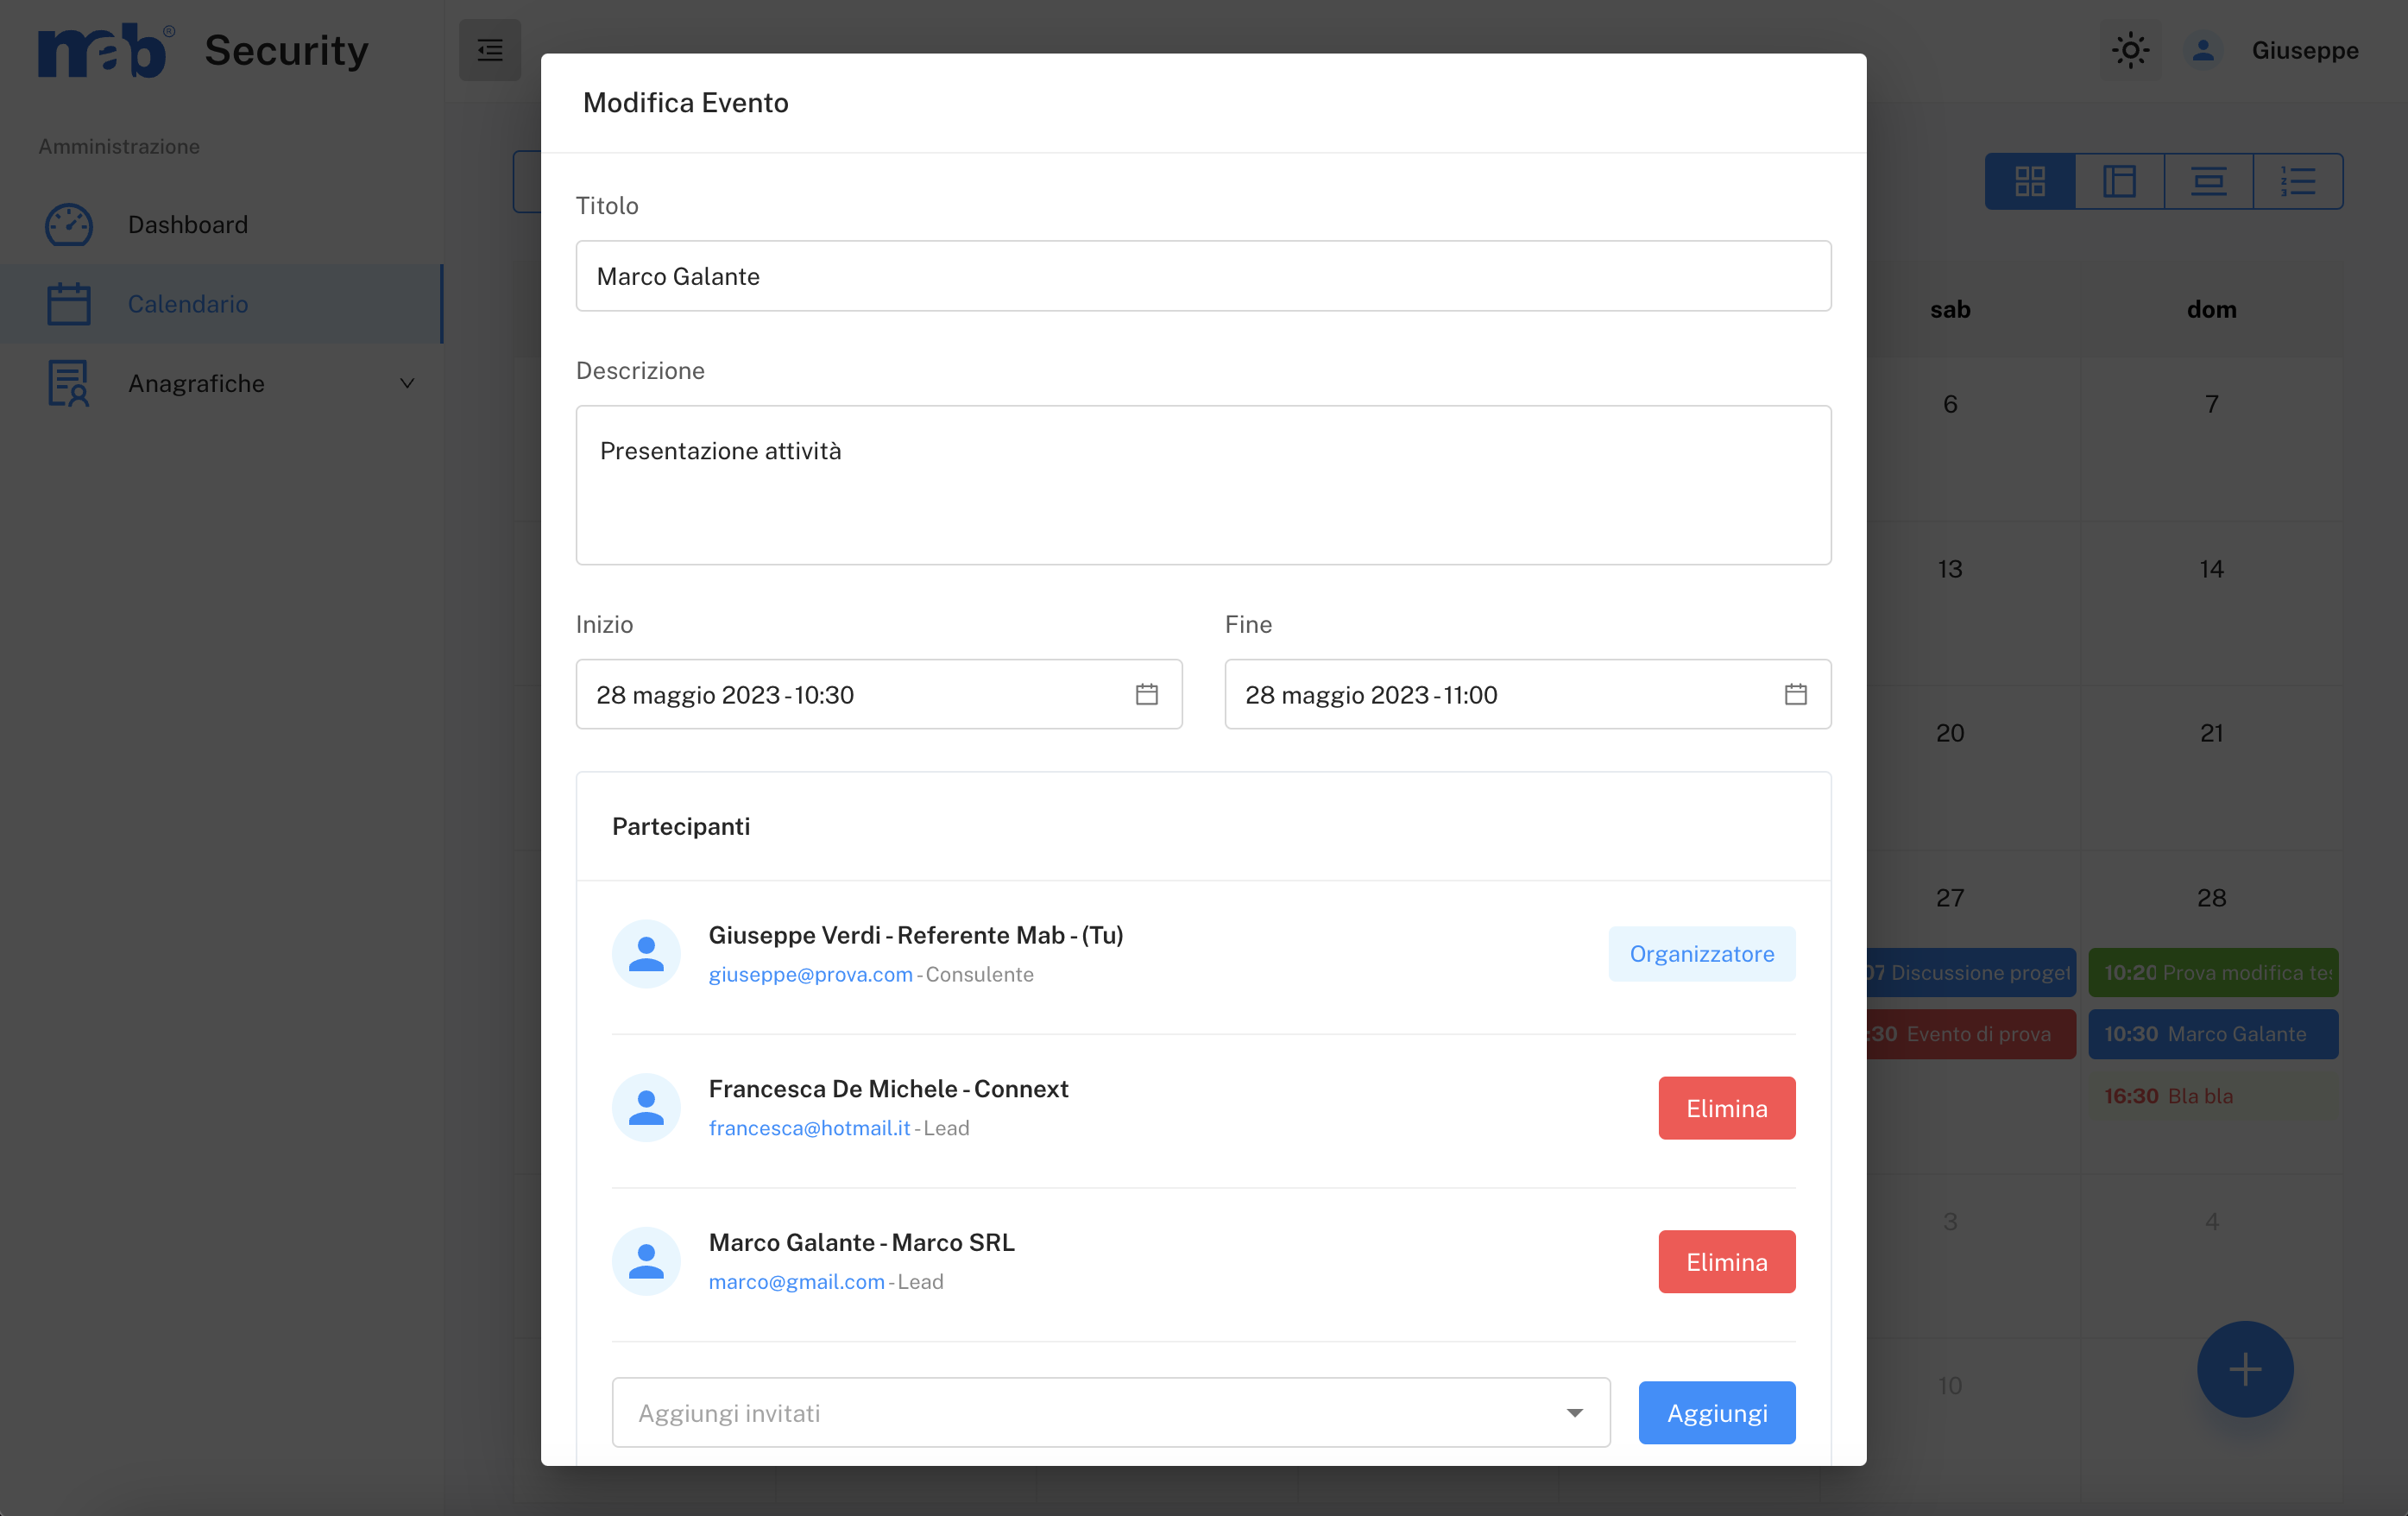 mab® Security
Giuseppe
Amministrazione
Dashboard
Calendario
Anagrafiche
Modifica Evento
Titolo
Marco Galante
Descrizione
Presentazione attività
Inizio
Fine
28 maggio 2023 - 10:30
28 maggio 2023 - 11:00
Partecipanti
Giuseppe Verdi - Referente Mab - (Tu)
giuseppe@prova.com - Consulente
Organizzatore
Francesca De Michele - Connext
francesca@hotmail.it - Lead
Elimina
Marco Galante - Marco SRL
marco@gmail.com - Lead
Elimina
Aggiungi invitati
Aggiungi
sab dom
6 7
13 14
20 21
27 28
07 Discussione proget
10:20 Prova modifica tes
:30 Evento di prova
10:30 Marco Galante
16:30 Bla bla
3 4
10